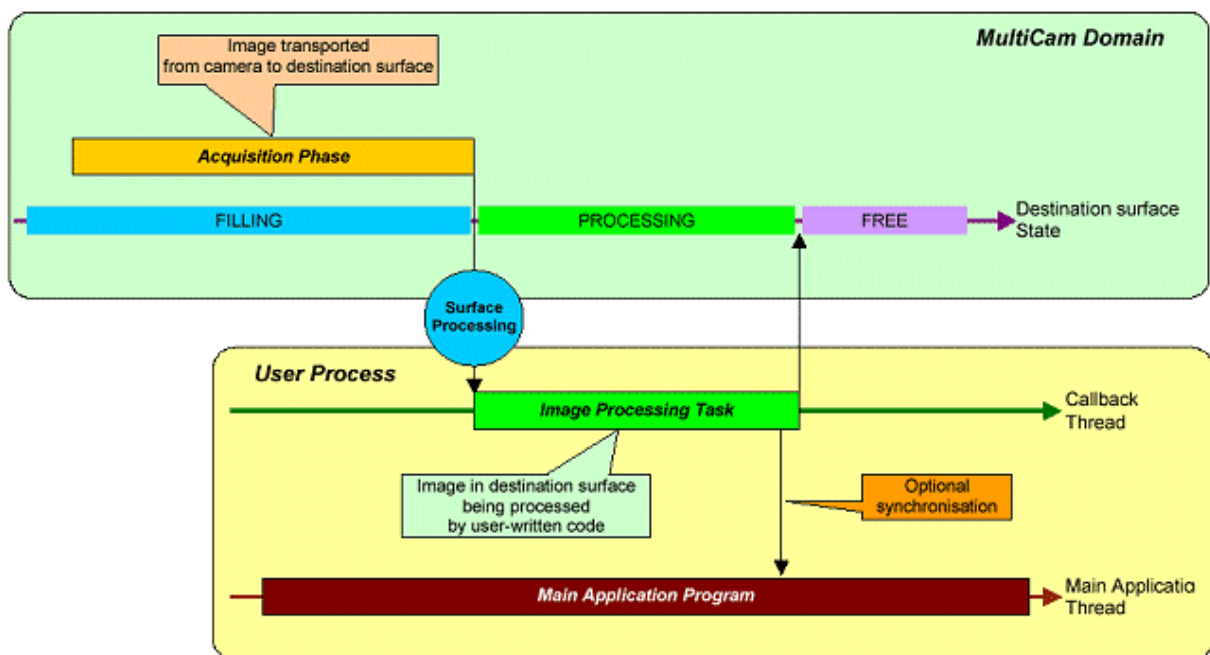 MultiCam Domain
Image transported
from camera to destination surface
Acquisition Phase
FILLING
PROCESSING
FREE
Destination surface
State
Surface
Processing
User Process
Image Processing Task
Callback
Thread
Image in destination surface
being processed
by user-written code
Optional
synchronisation
Main Application Program
Main Applicatio
Thread